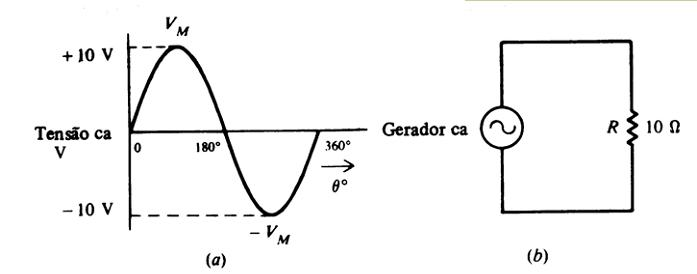 V_M
+10 V
Tensão ca
V
0
180°
360°
θ°
–10 V
– V_M
(a)
Gerador ca
R
10 Ω
(b)